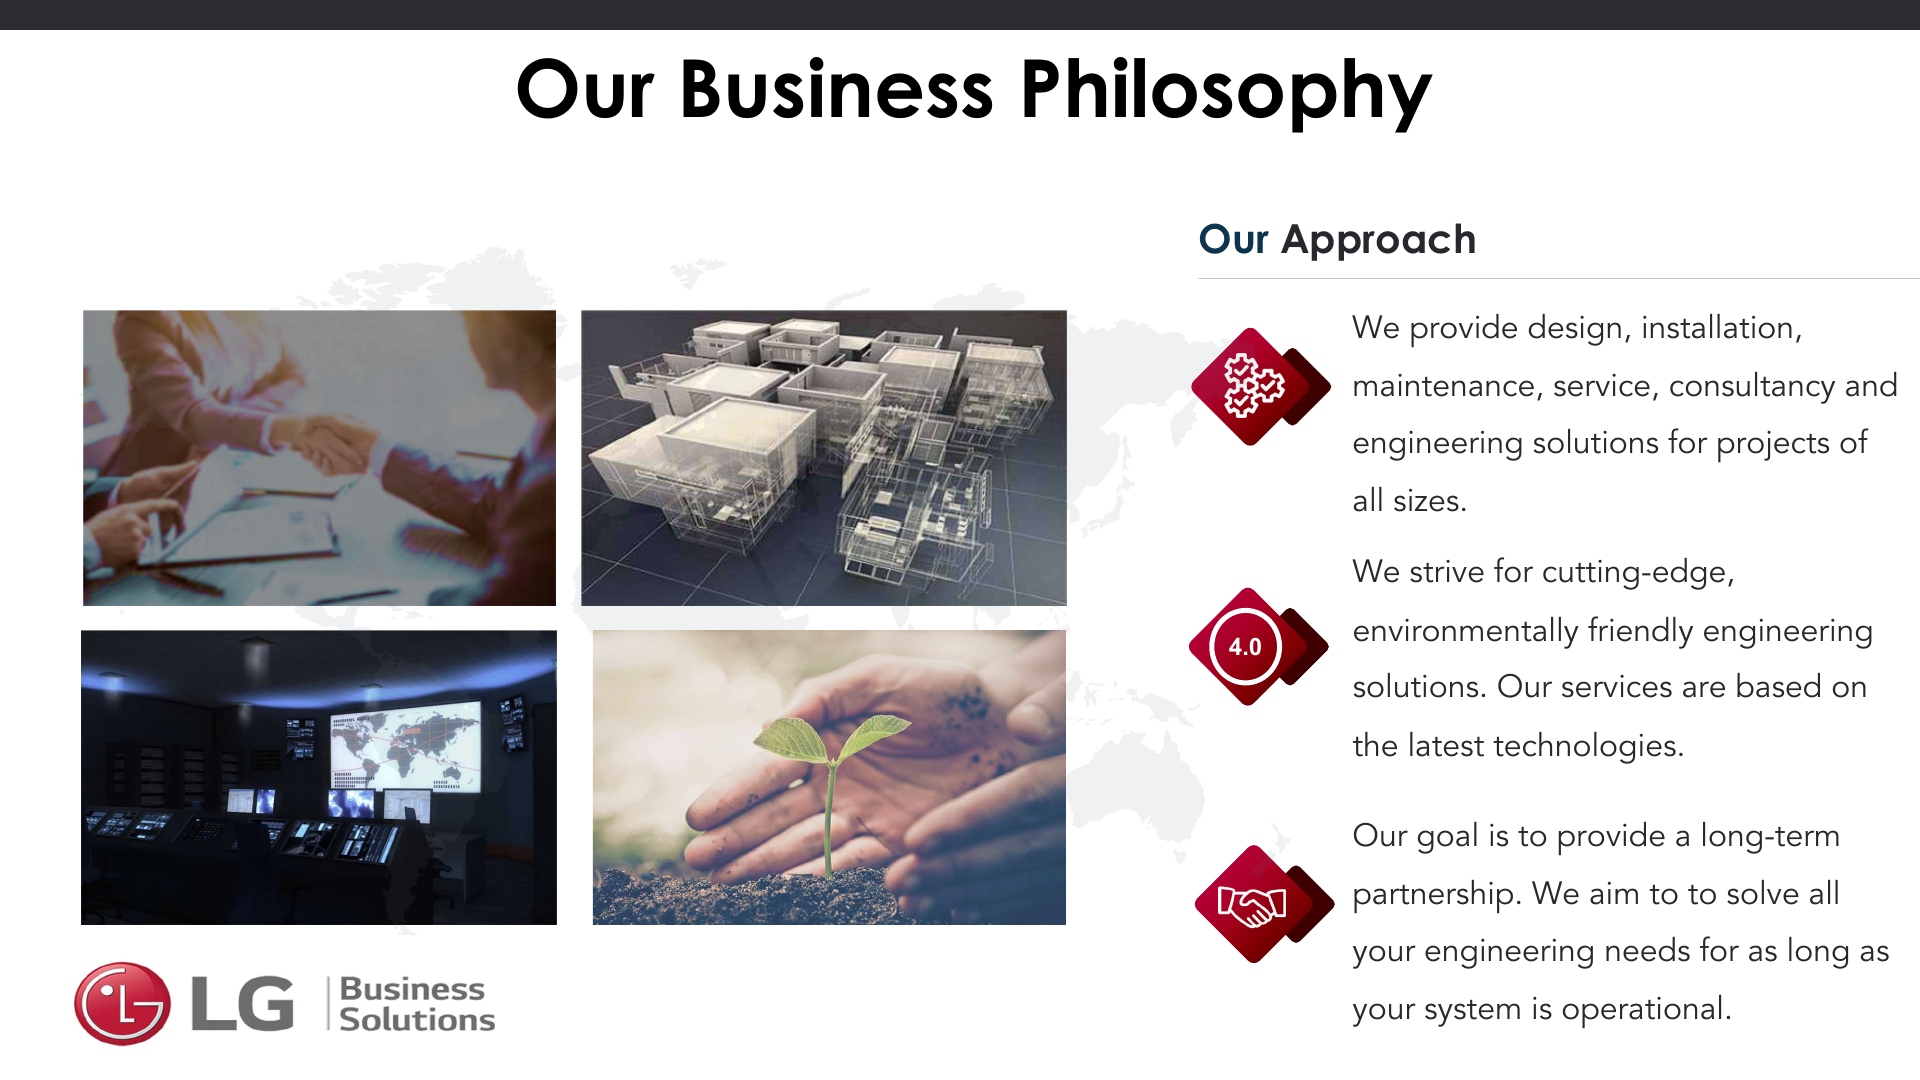 Our Business Philosophy
Our Approach
We provide design, installation,
maintenance, service, consultancy and
engineering solutions for projects of
all sizes.
4.0
We strive for cutting-edge,
environmentally friendly engineering
solutions. Our services are based on
the latest technologies.
Our goal is to provide a long-term
partnership. We aim to to solve all
your engineering needs for as long as
your system is operational.
LG
Business
Solutions